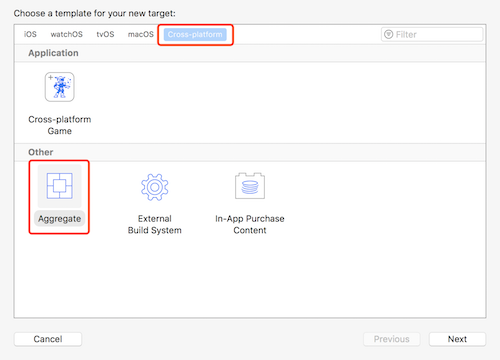 Choose a template for your new target:
iOS watchOS tvOS macOS Cross-platform Filter
Application
Cross-platform
Game
Other
Aggregate
External
Build System
In-App Purchase
Content
Cancel Previous Next